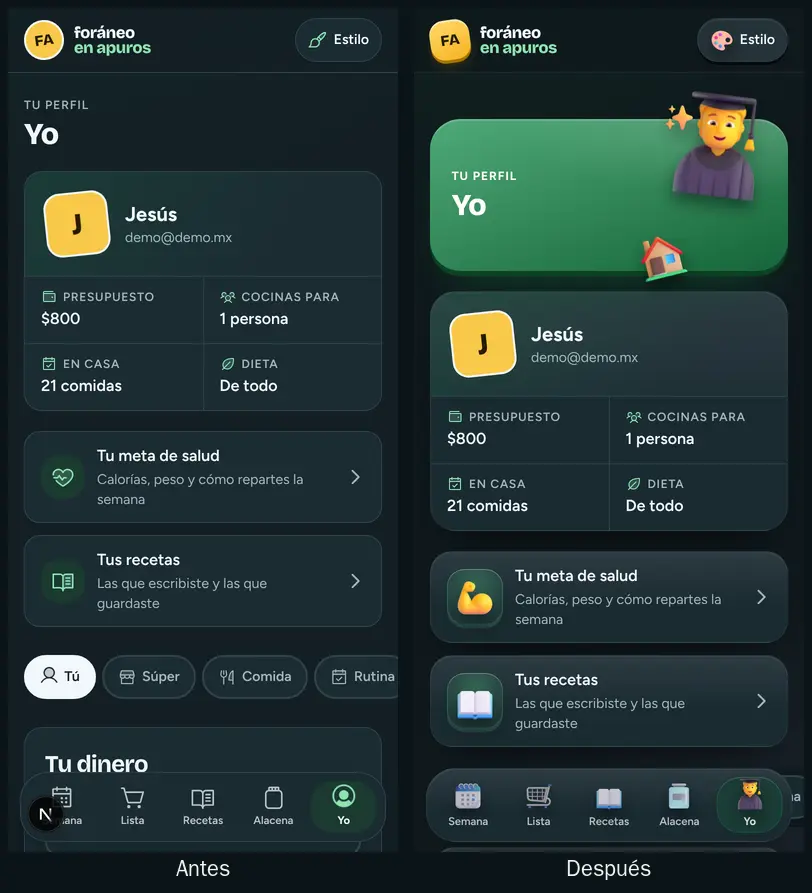 FA
foráneo
en apuros
Estilo
TU PERFIL
Yo
J
Jesús
demo@demo.mx
PRESUPUESTO
$800
COCINAS PARA
1 persona
EN CASA
21 comidas
DIETA
De todo
Tu meta de salud
Calorías, peso y cómo repartes la
semana
Tus recetas
Las que escribiste y las que
guardaste
Tú
Súper
Comida
Rutina
Tu dinero
N
ana
Lista
Recetas
Alacena
Yo
Antes
FA
foráneo
en apuros
Estilo
TU PERFIL
Yo
J
Jesús
demo@demo.mx
PRESUPUESTO
$800
COCINAS PARA
1 persona
EN CASA
21 comidas
DIETA
De todo
Tu meta de salud
Calorías, peso y cómo repartes la
semana
Tus recetas
Las que escribiste y las que
guardaste
na
Semana
Lista
Recetas
Alacena
Yo
Después